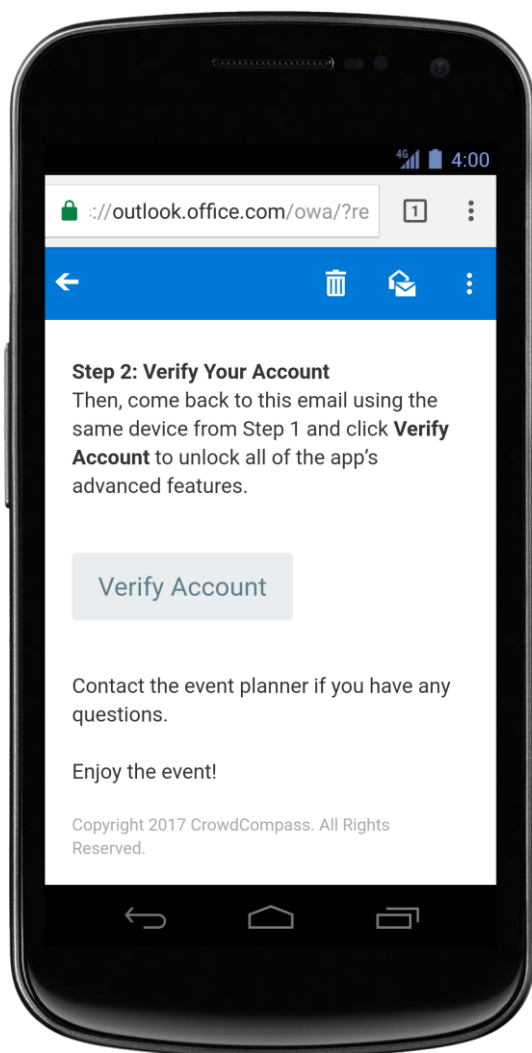 4G 4:00
://outlook.office.com/owa/?re 1
Step 2: Verify Your Account
Then, come back to this email using the
same device from Step 1 and click Verify
Account to unlock all of the app’s
advanced features.
Verify Account
Contact the event planner if you have any
questions.
Enjoy the event!
Copyright 2017 CrowdCompass. All Rights
Reserved.